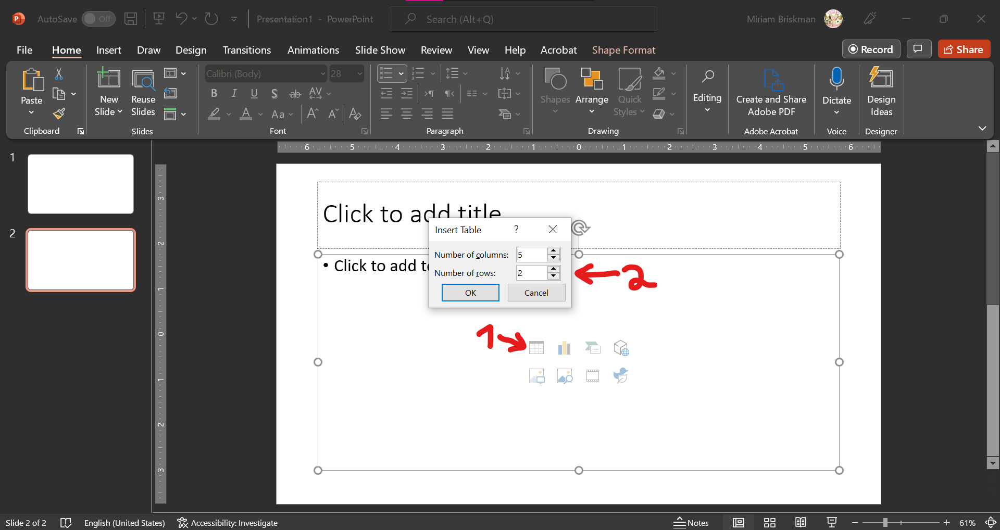 AutoSave Off Presentation1 - PowerPoint Search (Alt+Q) Miriam Briskman
File Home Insert Draw Design Transitions Animations Slide Show Review View Help Acrobat Shape Format Record Share
Paste
New Slide
Reuse Slides
Calibri (Body) 28
B I U S ab AV
A Aa A A A
Shapes Arrange Quick Styles
Editing
Create and Share Adobe PDF
Dictate
Design Ideas
Clipboard Slides Font Paragraph Drawing Adobe Acrobat Voice Designer
6 5 4 3 2 1 0 1 2 3 4 5 6
3 2 1 0 1 2 3
1
2
Click to add title
Insert Table ?
Number of columns: 5
• Click to add te
Number of rows: 2
2
OK Cancel
1
Slide 2 of 2 English (United States) Accessibility: Investigate Notes 61%